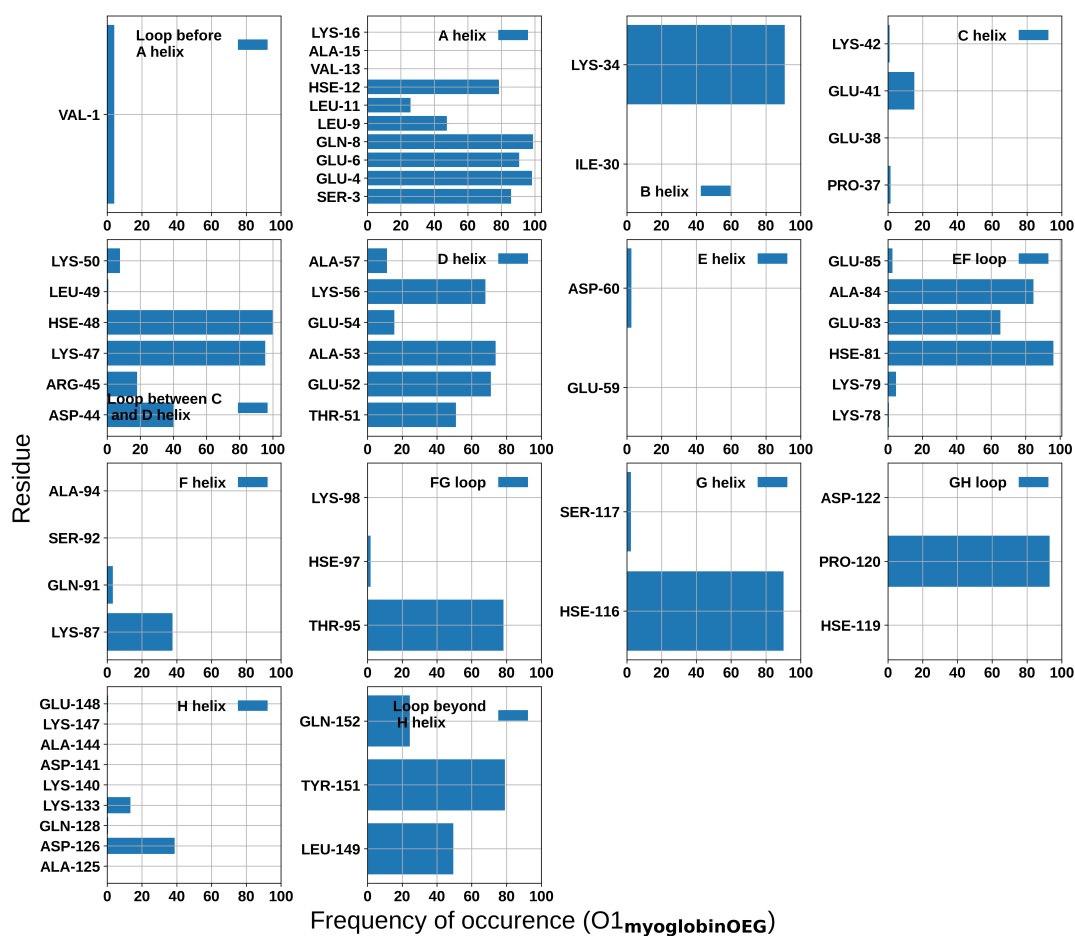 Loop before
A helix
VAL-1
0 20 40 60 80 100
A helix
LYS-16
ALA-15
VAL-13
HSE-12
LEU-11
LEU-9
GLN-8
GLU-6
GLU-4
SER-3
0 20 40 60 80 100
LYS-34
ILE-30
B helix
0 20 40 60 80 100
C helix
LYS-42
GLU-41
GLU-38
PRO-37
0 20 40 60 80 100
LYS-50
LEU-49
HSE-48
LYS-47
ARG-45
ASP-44
Loop between C
and D helix
0 20 40 60 80 100
D helix
ALA-57
LYS-56
GLU-54
ALA-53
GLU-52
THR-51
0 20 40 60 80 100
E helix
ASP-60
GLU-59
0 20 40 60 80 100
EF loop
GLU-85
ALA-84
GLU-83
HSE-81
LYS-79
LYS-78
0 20 40 60 80 100
Residue
F helix
ALA-94
SER-92
GLN-91
LYS-87
0 20 40 60 80 100
FG loop
LYS-98
HSE-97
THR-95
0 20 40 60 80 100
G helix
SER-117
HSE-116
0 20 40 60 80 100
GH loop
ASP-122
PRO-120
HSE-119
0 20 40 60 80 100
H helix
GLU-148
LYS-147
ALA-144
ASP-141
LYS-140
LYS-133
GLN-128
ASP-126
ALA-125
0 20 40 60 80 100
Loop beyond
H helix
GLN-152
TYR-151
LEU-149
0 20 40 60 80 100
Frequency of occurence (O1myoglobinOEG)